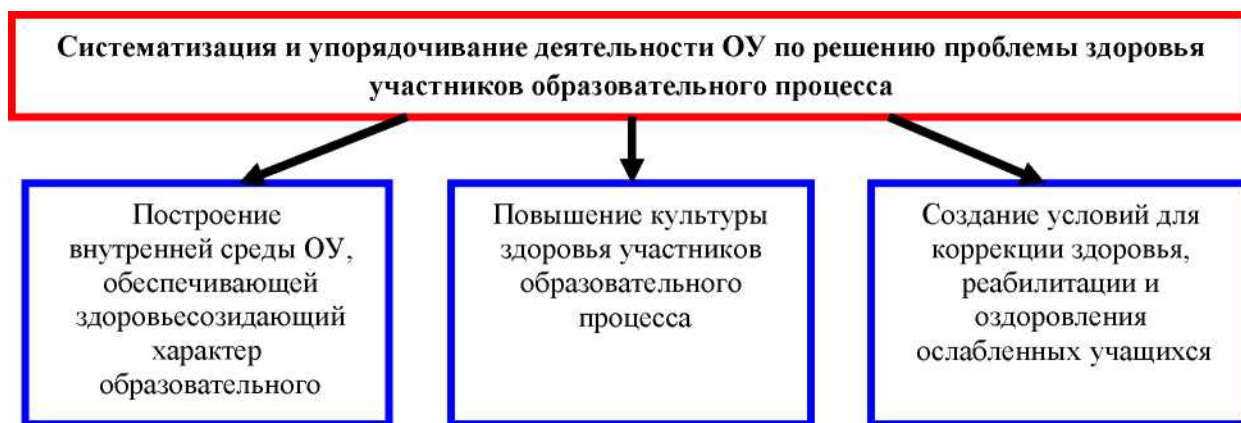 Систематизация и упорядочивание деятельности ОУ по решению проблемы здоровья
участников образовательного процесса
Построение
внутренней среды ОУ,
обеспечивающей
здоровьесозидающий
характер
образовательного
Повышение культуры
здоровья участников
образовательного
процесса
Создание условий для
коррекции здоровья,
реабилитации и
оздоровления
ослабленных учащихся